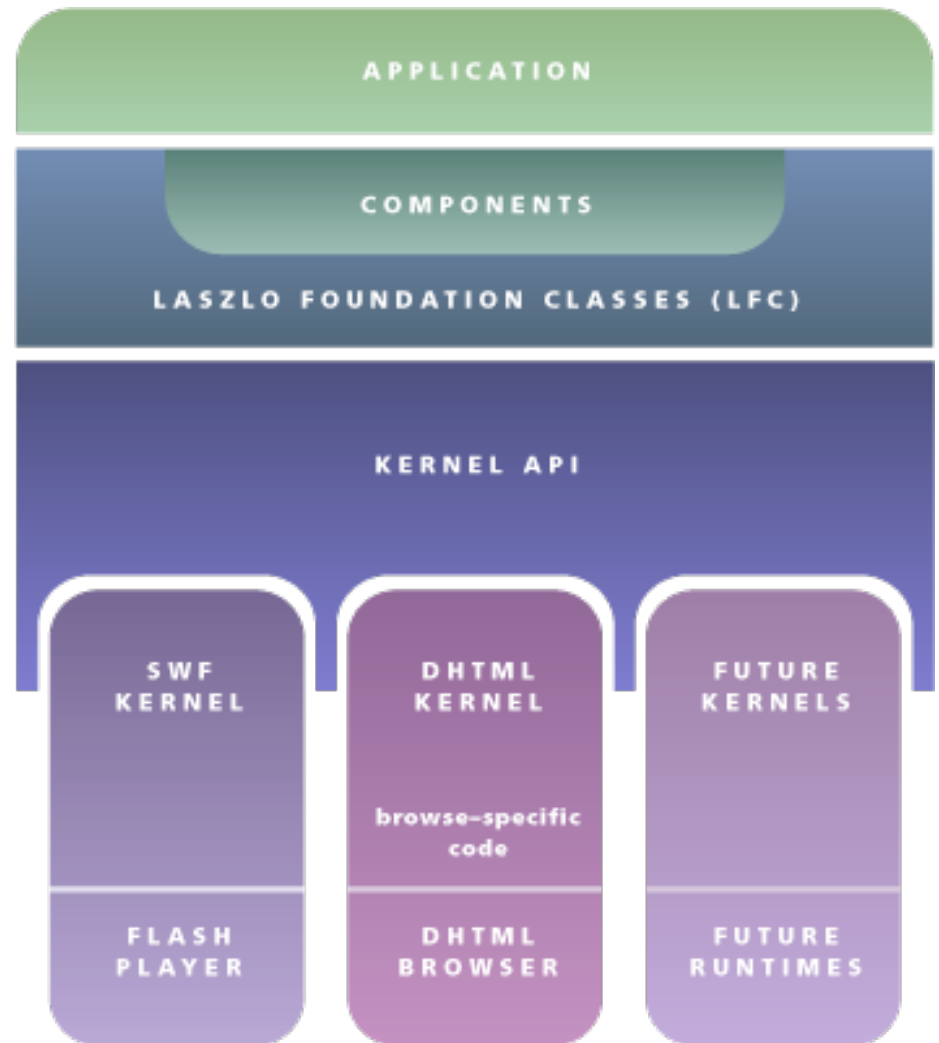 APPLICATION
COMPONENTS
LASZLO FOUNDATION CLASSES (LFC)
KERNEL API
SWF
KERNEL
DHTML
KERNEL
browse–specific
code
FUTURE
KERNELS
FLASH
PLAYER
DHTML
BROWSER
FUTURE
RUNTIMES